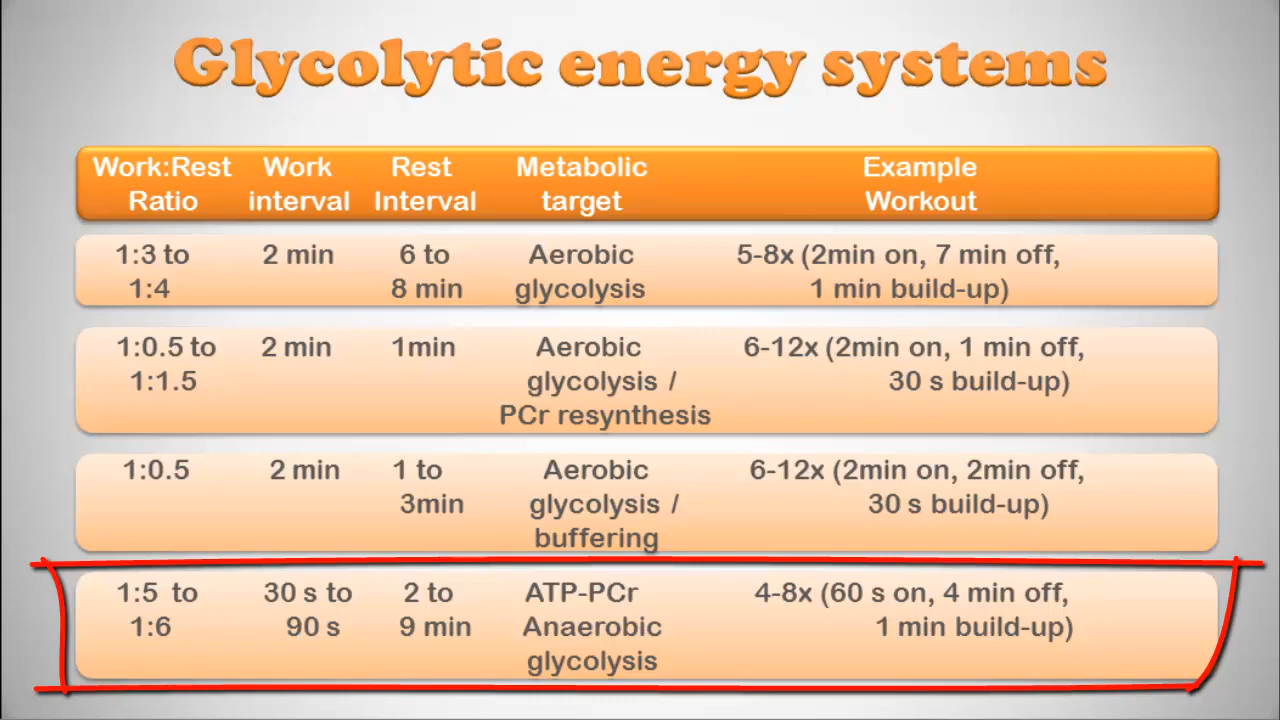 Glycolytic energy systems
Work:Rest Ratio Work interval Rest Interval Metabolic target Example Workout
1:3 to 2 min 6 to Aerobic 5-8x (2min on, 7 min off,
1:4 8 min glycolysis 1 min build-up)
1:0.5 to 2 min 1min Aerobic 6-12x (2min on, 1 min off,
1:1.5 glycolysis / 30 s build-up)
PCr resynthesis
1:0.5 2 min 1 to Aerobic 6-12x (2min on, 2min off,
3min glycolysis / 30 s build-up)
buffering
1:5 to 30 s to 2 to ATP-PCr 4-8x (60 s on, 4 min off,
1:6 90 s 9 min Anaerobic 1 min build-up)
glycolysis